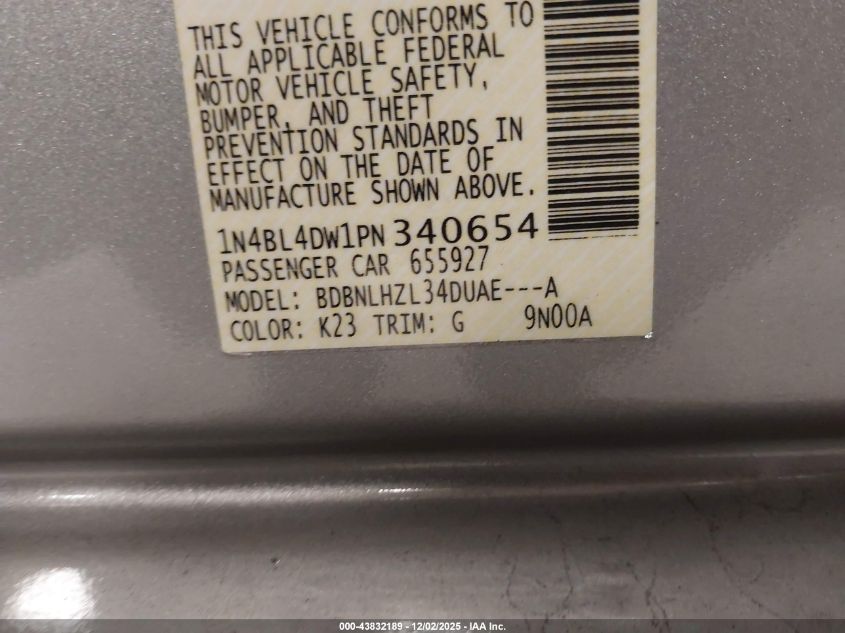 THIS VEHICLE CONFORMS TO
ALL APPLICABLE FEDERAL
MOTOR VEHICLE SAFETY,
BUMPER, AND THEFT
PREVENTION STANDARDS IN
EFFECT ON THE DATE OF
MANUFACTURE SHOWN ABOVE.
1N4BL4DW1PN340654
PASSENGER CAR 655927
MODEL: BDBNLHZL34DUAE---A
COLOR: K23 TRIM: G 9N00A
000-43832189 - 12/02/2025 - IAA Inc.